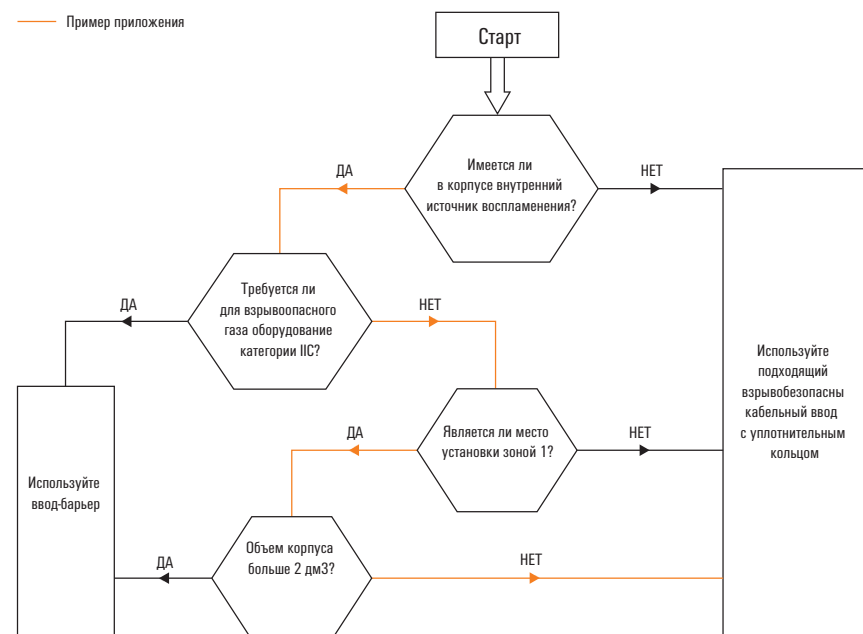 Пример приложения
Старт
Имеется ли
в корпусе внутренний
источник воспламенения?
ДА
НЕТ
Требуется ли
для взрывоопасного
газа оборудование
категории IIC?
ДА
НЕТ
Является ли место
установки зоной 1?
ДА
НЕТ
Объем корпуса
больше 2 дм3?
ДА
НЕТ
Используйте
ввод-барьер
Используйте
подходящий
взрывобезопасны
кабельный ввод
с уплотнительным
кольцом